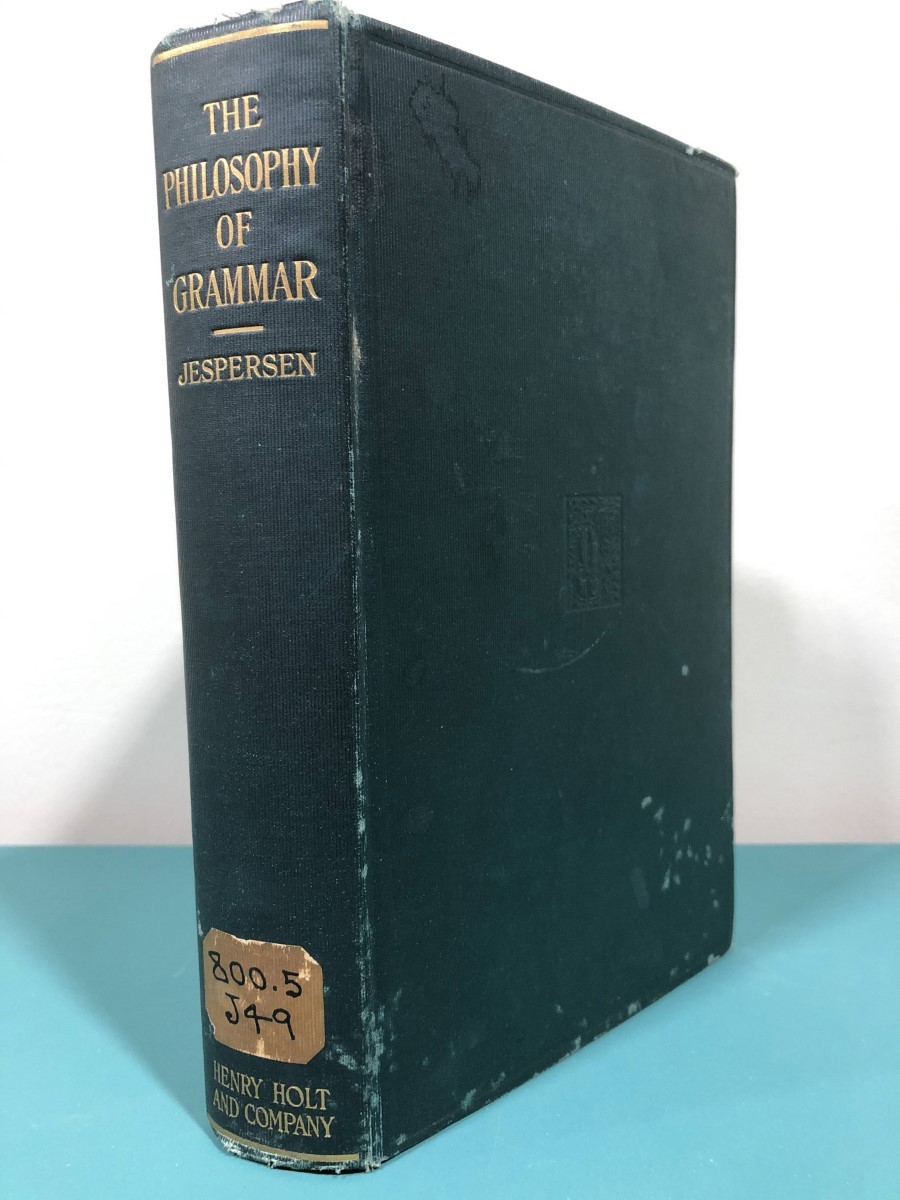 THE
PHILOSOPHY
OF
GRAMMAR
JESPERSEN
800.5
J49
HENRY HOLT
AND COMPANY